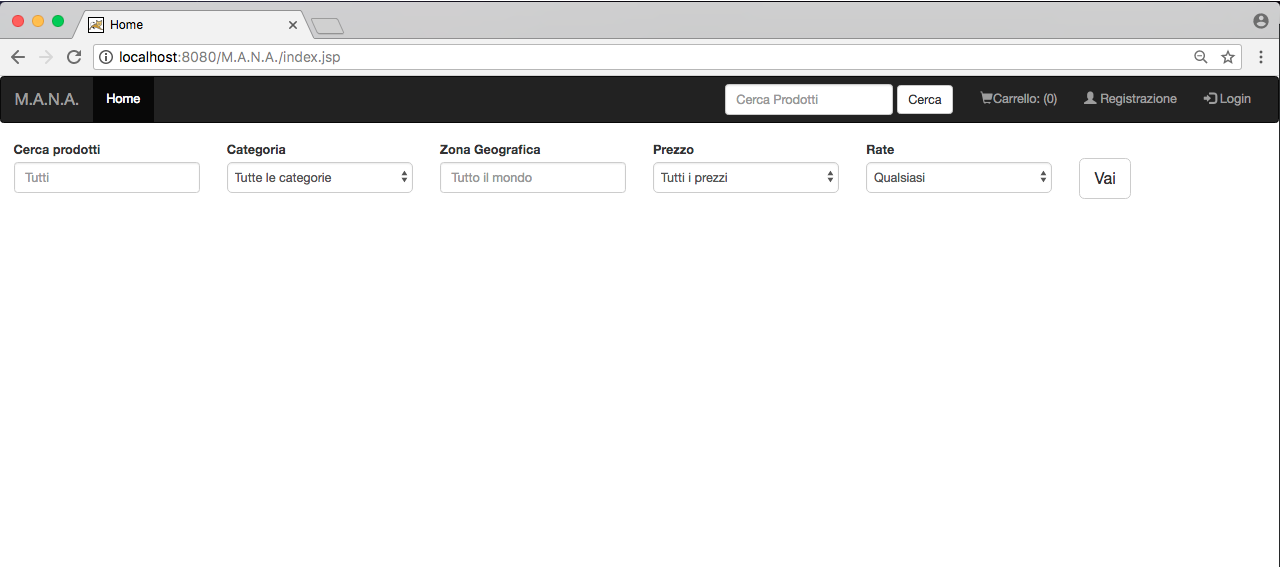 Home
localhost:8080/M.A.N.A./index.jsp
M.A.N.A. Home Cerca Prodotti Cerca Carrello: (0) Registrazione Login
Cerca prodotti Categoria Zona Geografica Prezzo Rate
Tutti Tutte le categorie Tutto il mondo Tutti i prezzi Qualsiasi Vai